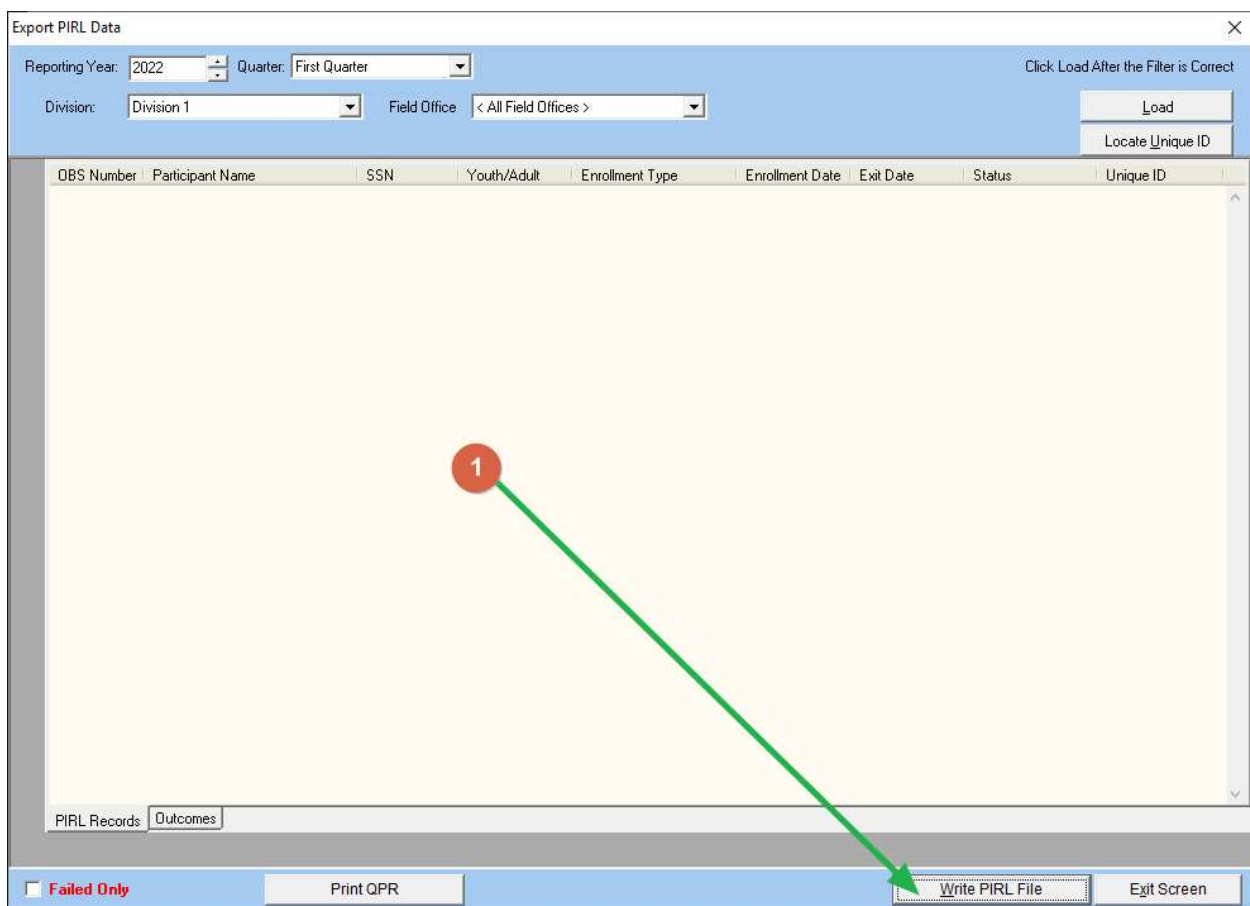 Export PIRL Data
Reporting Year: 2022 Quarter: First Quarter Click Load After the Filter is Correct
Division: Division 1 Field Office < All Field Offices > Load
Locate Unique ID
OBS Number Participant Name SSN Youth/Adult Enrollment Type Enrollment Date Exit Date Status Unique ID
1
PIRL Records Outcomes
Failed Only Print QPR Write PIRL File Exit Screen